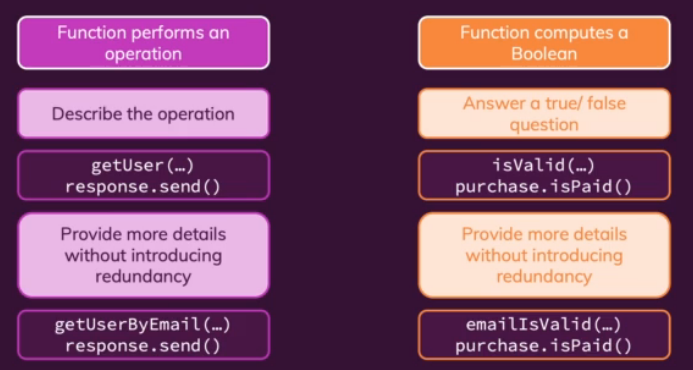 Function performs an
operation
Describe the operation
getUser(…)
response.send()
Provide more details
without introducing
redundancy
getUserByEmail(…)
response.send()
Function computes a
Boolean
Answer a true/ false
question
isValid(…)
purchase.isPaid()
Provide more details
without introducing
redundancy
emailIsValid(…)
purchase.isPaid()